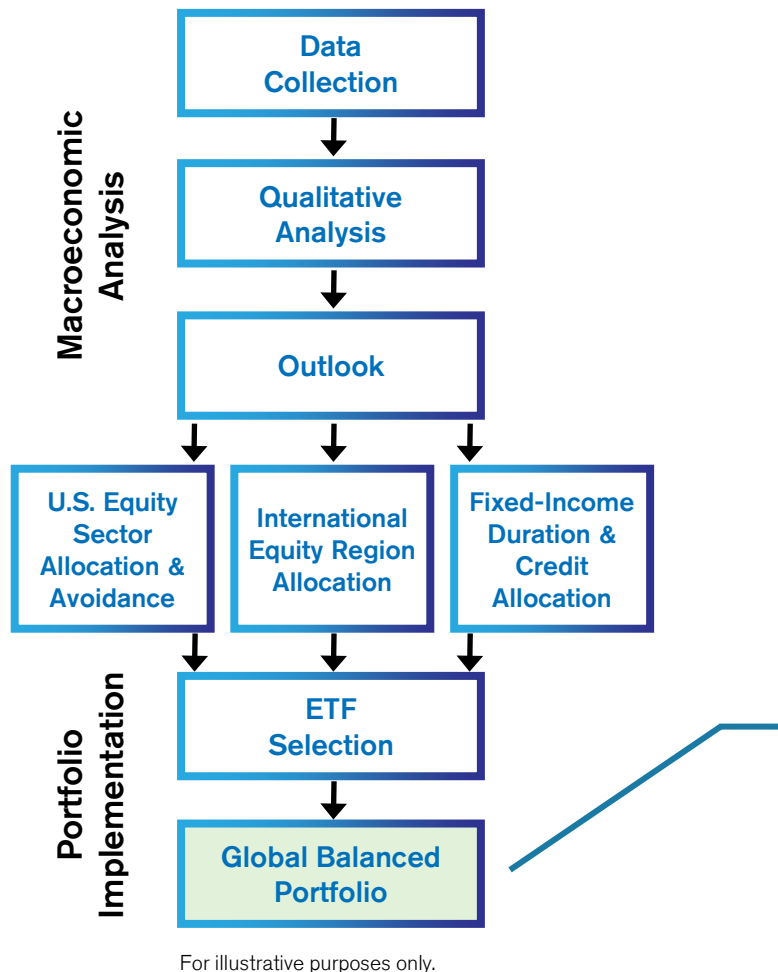 Macroeconomic
Analysis
Data
Collection
Qualitative
Analysis
Outlook
U.S. Equity
Sector
Allocation &
Avoidance
International
Equity Region
Allocation
Fixed-Income
Duration &
Credit
Allocation
Portfolio
Implementation
ETF
Selection
Global Balanced
Portfolio
For illustrative purposes only.